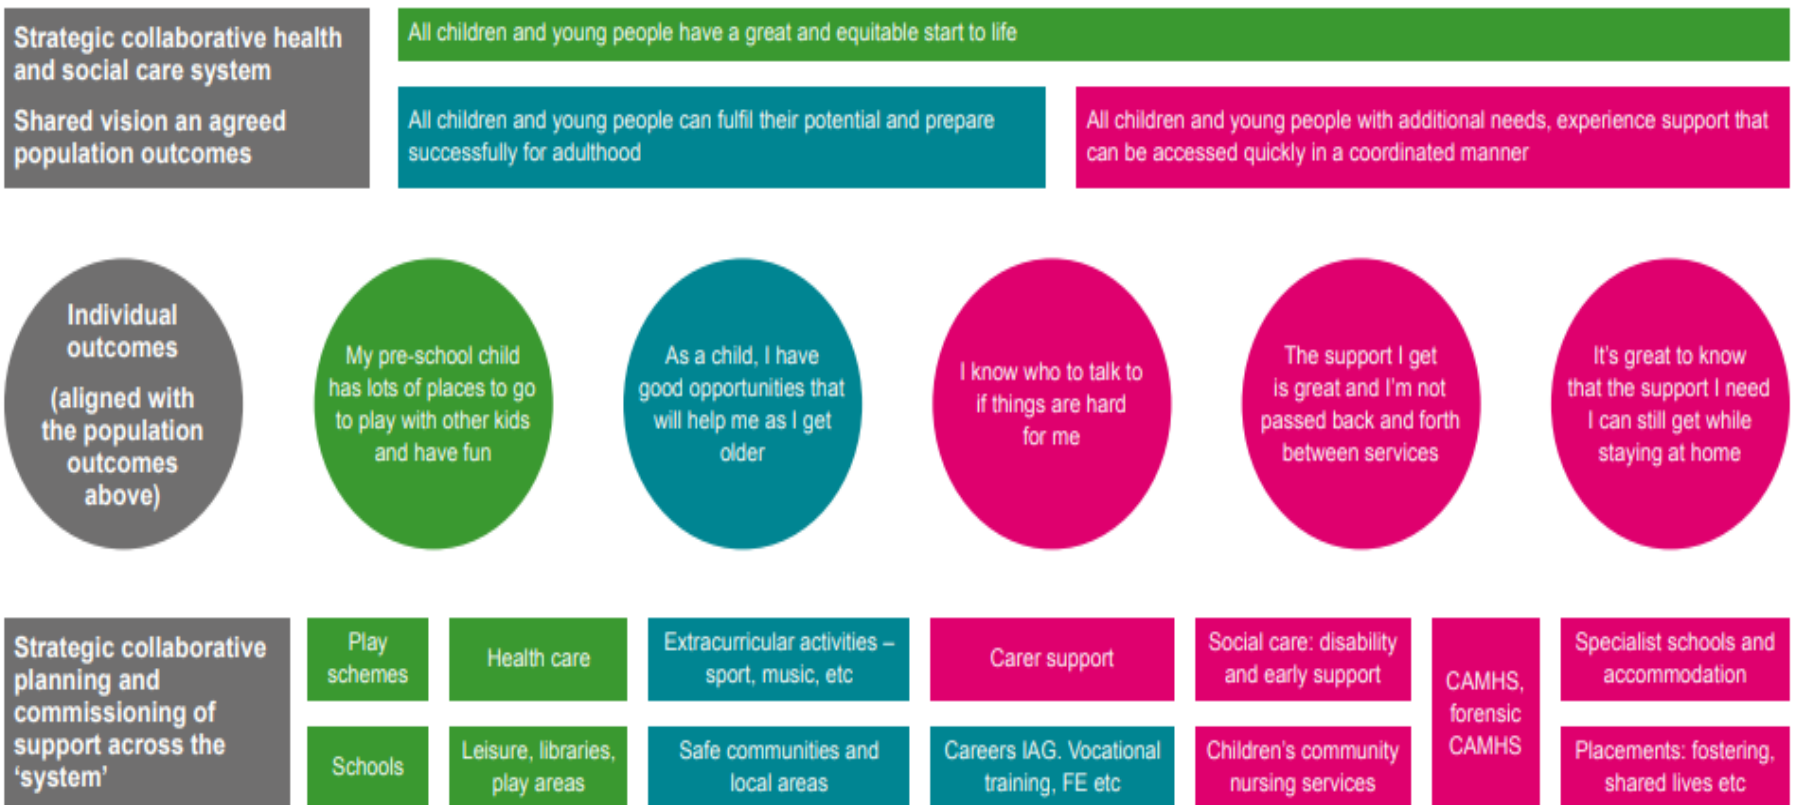 Strategic collaborative health
and social care system
Shared vision an agreed
population outcomes
All children and young people have a great and equitable start to life
All children and young people can fulfil their potential and prepare
successfully for adulthood
All children and young people with additional needs, experience support that
can be accessed quickly in a coordinated manner
Individual
outcomes
(aligned with
the population
outcomes
above)
My pre-school child
has lots of places to go
to play with other kids
and have fun
As a child, I have
good opportunities that
will help me as I get
older
I know who to talk to
if things are hard
for me
The support I get
is great and I'm not
passed back and forth
between services
It's great to know
that the support I need
I can still get while
staying at home
Strategic collaborative
planning and
commissioning of
support across the
‘system’
Play
schemes
Health care
Extracurricular activities –
sport, music, etc
Carer support
Social care: disability
and early support
CAMHS,
forensic
CAMHS
Specialist schools and
accommodation
Schools
Leisure, libraries,
play areas
Safe communities and
local areas
Careers IAG. Vocational
training, FE etc
Children's community
nursing services
Placements: fostering,
shared lives etc